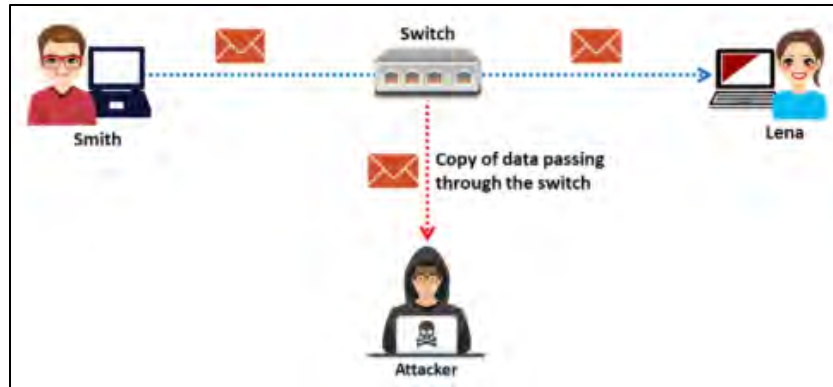 Switch
Smith
Lena
Copy of data passing
through the switch
Attacker